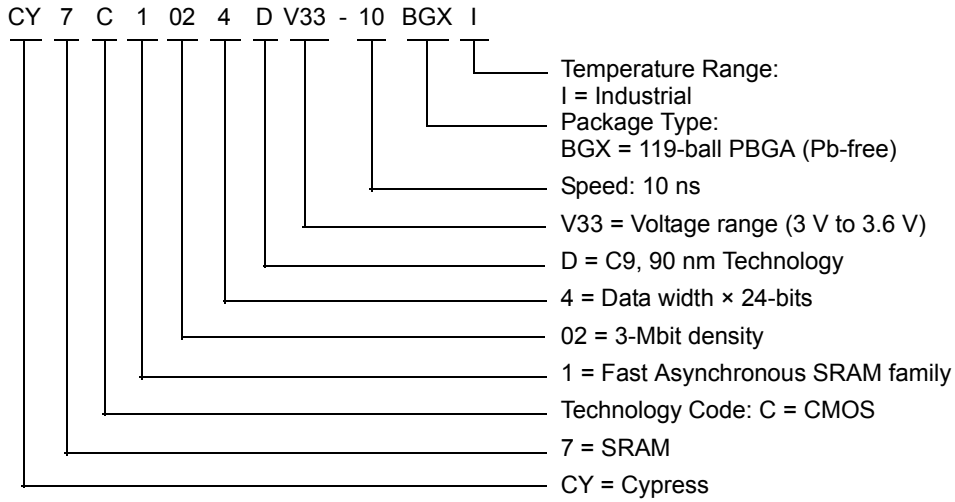 CY 7 C 1 02 4 D V33 - 10 BGX I
Temperature Range:
I = Industrial
Package Type:
BGX = 119-ball PBGA (Pb-free)
Speed: 10 ns
V33 = Voltage range (3 V to 3.6 V)
D = C9, 90 nm Technology
4 = Data width × 24-bits
02 = 3-Mbit density
1 = Fast Asynchronous SRAM family
Technology Code: C = CMOS
7 = SRAM
CY = Cypress